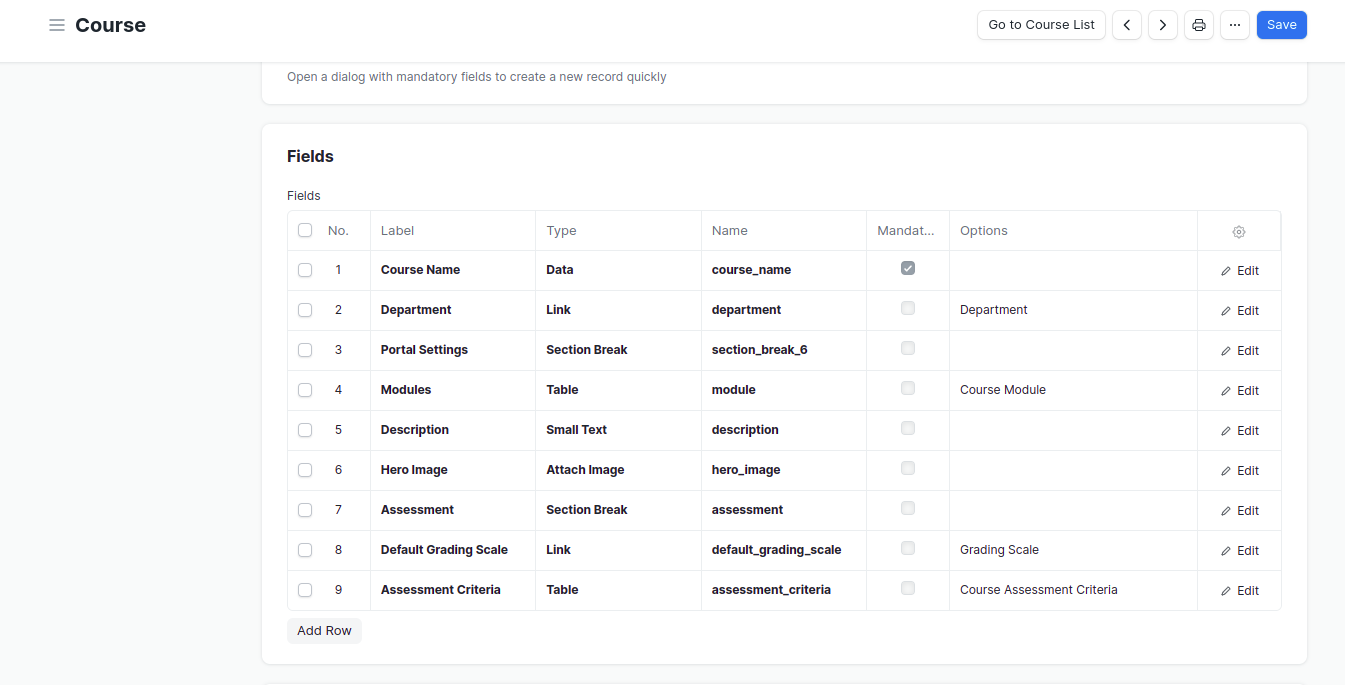 Course
Go to Course List
Save
Open a dialog with mandatory fields to create a new record quickly
Fields
Fields
No. Label Type Name Mandat... Options
1 Course Name Data course_name Edit
2 Department Link department Department Edit
3 Portal Settings Section Break section_break_6 Edit
4 Modules Table module Course Module Edit
5 Description Small Text description Edit
6 Hero Image Attach Image hero_image Edit
7 Assessment Section Break assessment Edit
8 Default Grading Scale Link default_grading_scale Grading Scale Edit
9 Assessment Criteria Table assessment_criteria Course Assessment Criteria Edit
Add Row